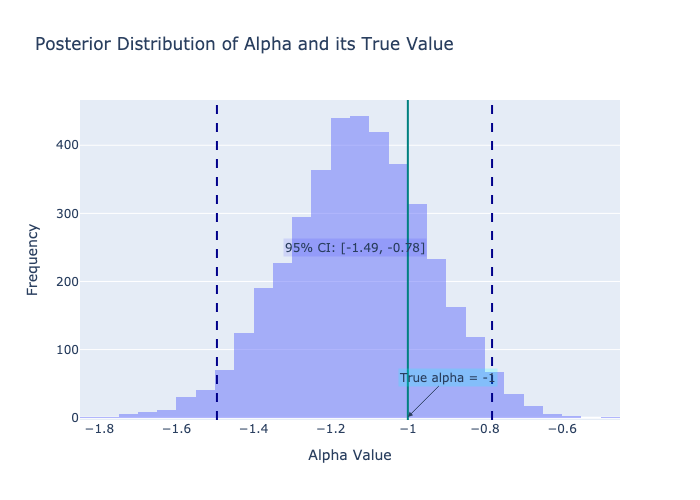 Posterior Distribution of Alpha and its True Value
Frequency
400
300
200
100
0
95% CI: [-1.49, -0.78]
True alpha = -1
−1.8 −1.6 −1.4 −1.2 −1 −0.8 −0.6
Alpha Value